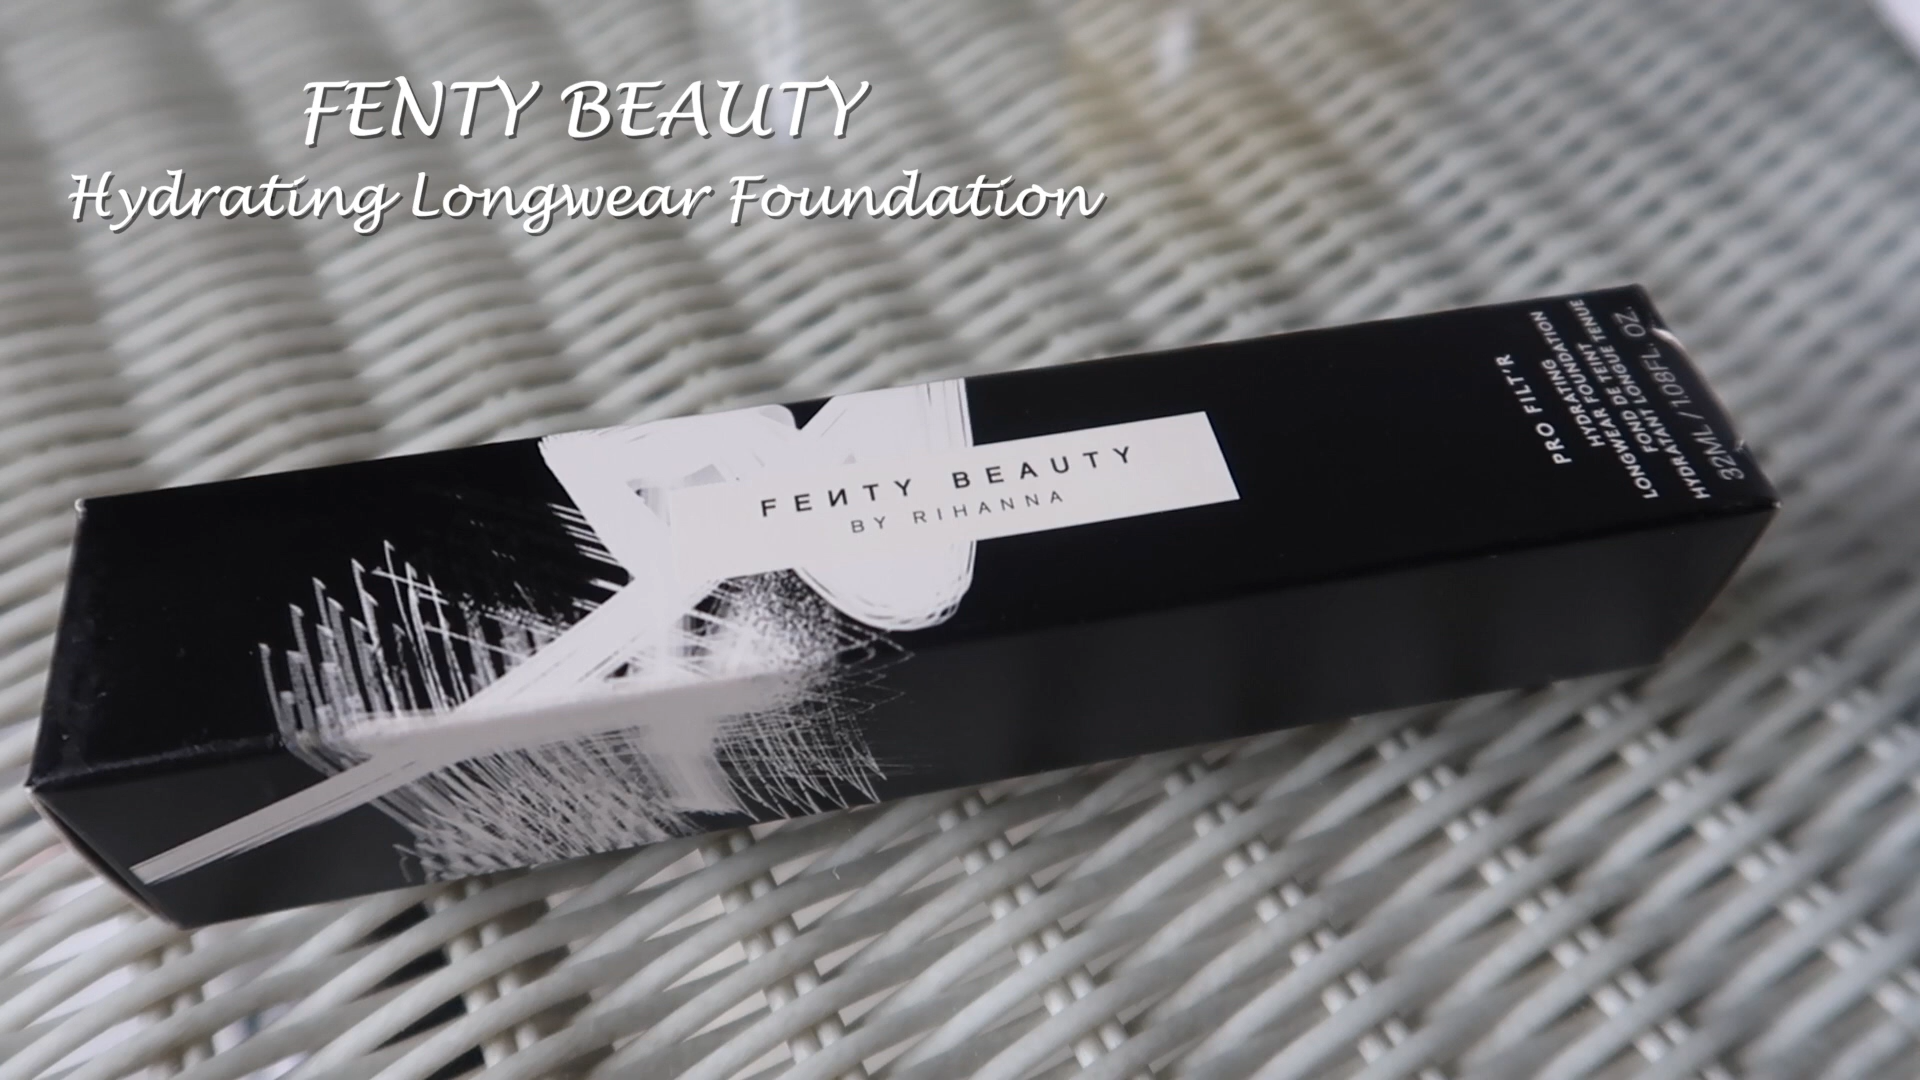 FENTY BEAUTY
Hydrating Longwear Foundation
FEИTY BEAUTY
BY RIHANNA
PRO FILT'R
HYDRATING
LONGWEAR FOUNDATION
FOND DE TEINT
HYDRATANT LONGUE TENUE
32ML / 1.08FL. OZ.